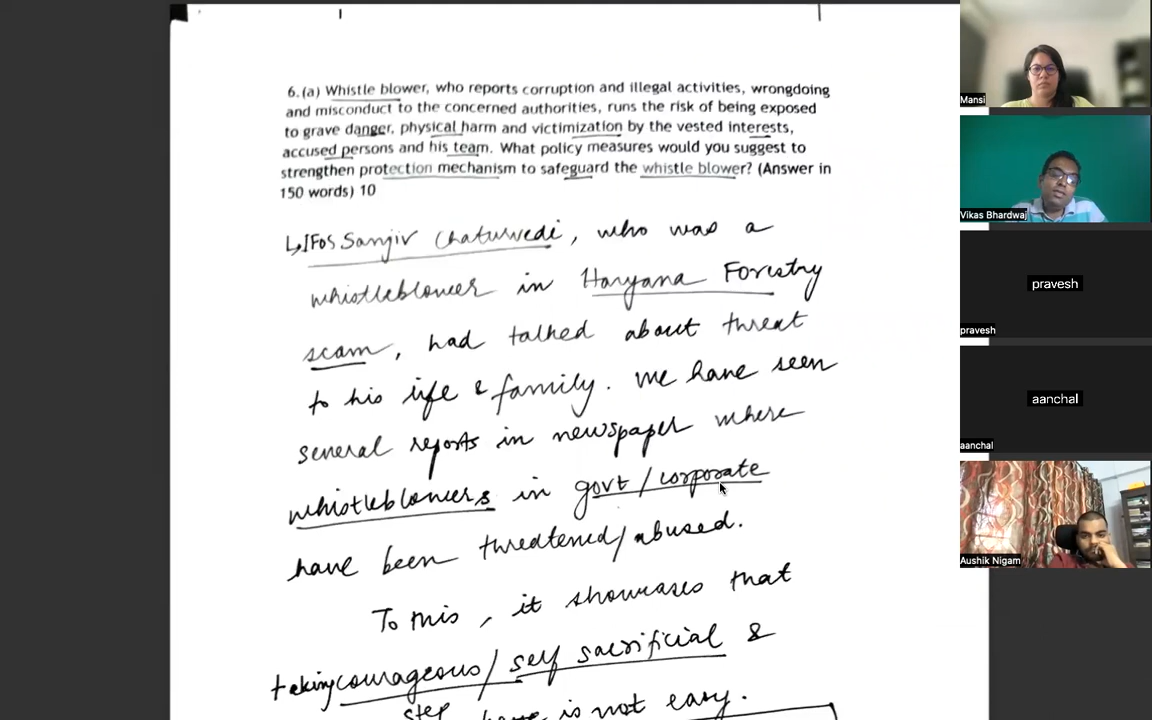 6.(a) Whistle blower, who reports corruption and illegal activities, wrongdoing
and misconduct to the concerned authorities, runs the risk of being exposed
to grave danger, physical harm and victimization by the vested interests,
accused persons and his team. What policy measures would you suggest to
strengthen protection mechanism to safeguard the whistle blower? (Answer in
150 words) 10
IFoS Sanjiv Chaturvedi, who was a
whistleblower in Haryana Forestry
scam, had talked about threat
to his life & family. We have seen
several reports in newspaper where
whistleblowers in govt / corporate
have been threatened/abused.
To this, it showcases that
taking courageous/ self sacrificial &
step is not easy.
Mansi
Vikas Bhardwaj
pravesh
pravesh
aanchal
aanchal
Aushik Nigam